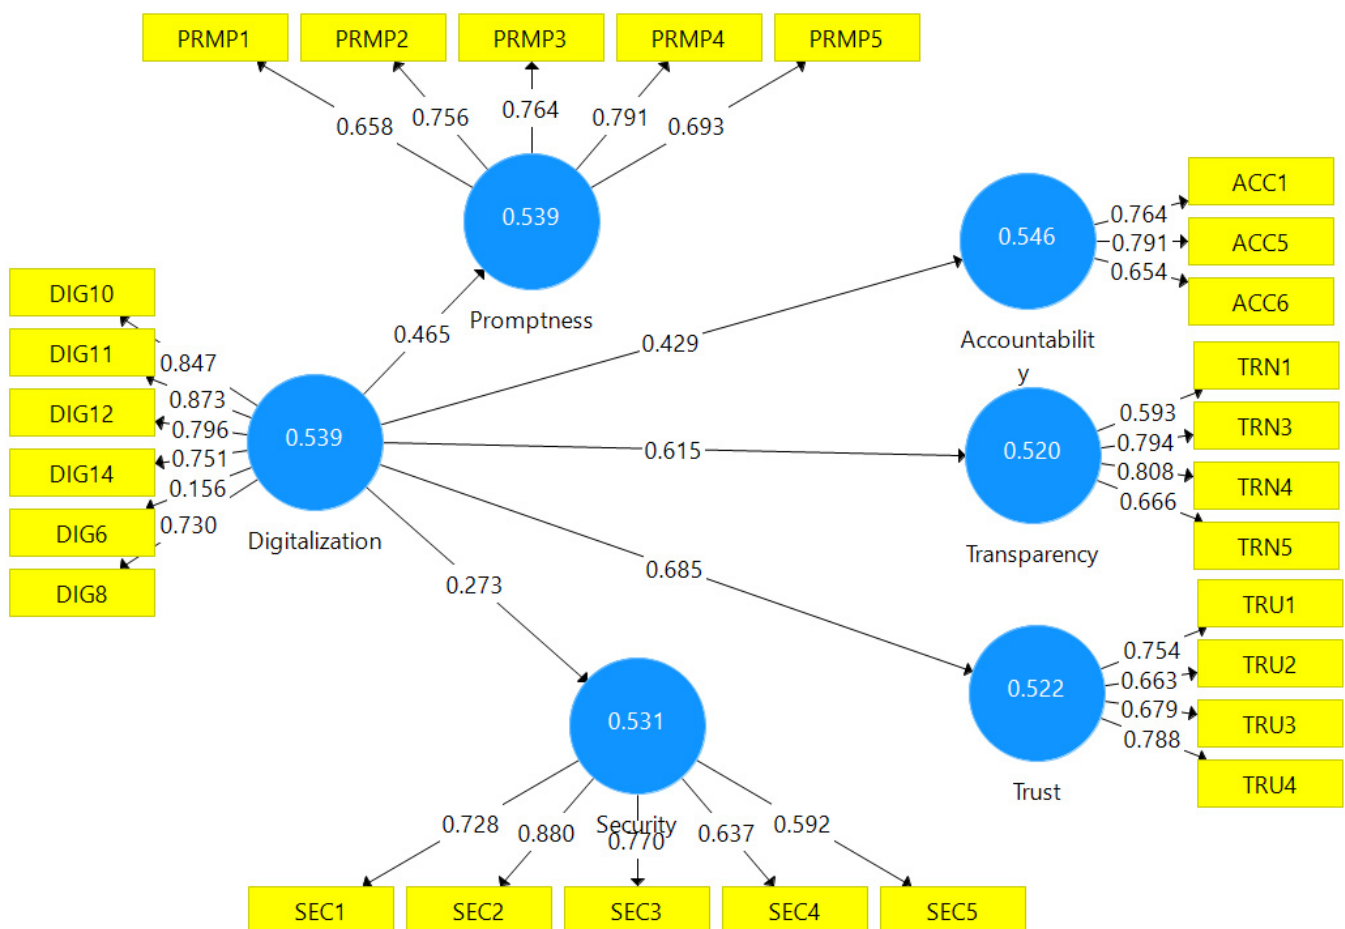 PRMP1 PRMP2 PRMP3 PRMP4 PRMP5
0.658 0.756 0.764 0.791 0.693
0.539
Promptness
ACC1
ACC5
ACC6
0.764
0.791
0.654
0.546
Accountabilit
y
DIG10
DIG11
DIG12
DIG14
DIG6
DIG8
0.847
0.873
0.796
0.751
0.156
0.730
0.539
Digitalization
0.465
0.429
0.615
0.685
0.273
TRN1
TRN3
TRN4
TRN5
0.593
0.794
0.808
0.666
0.520
Transparency
TRU1
TRU2
TRU3
TRU4
0.754
0.663
0.679
0.788
0.522
Trust
0.531
Security
0.728 0.880 0.770 0.637 0.592
SEC1 SEC2 SEC3 SEC4 SEC5